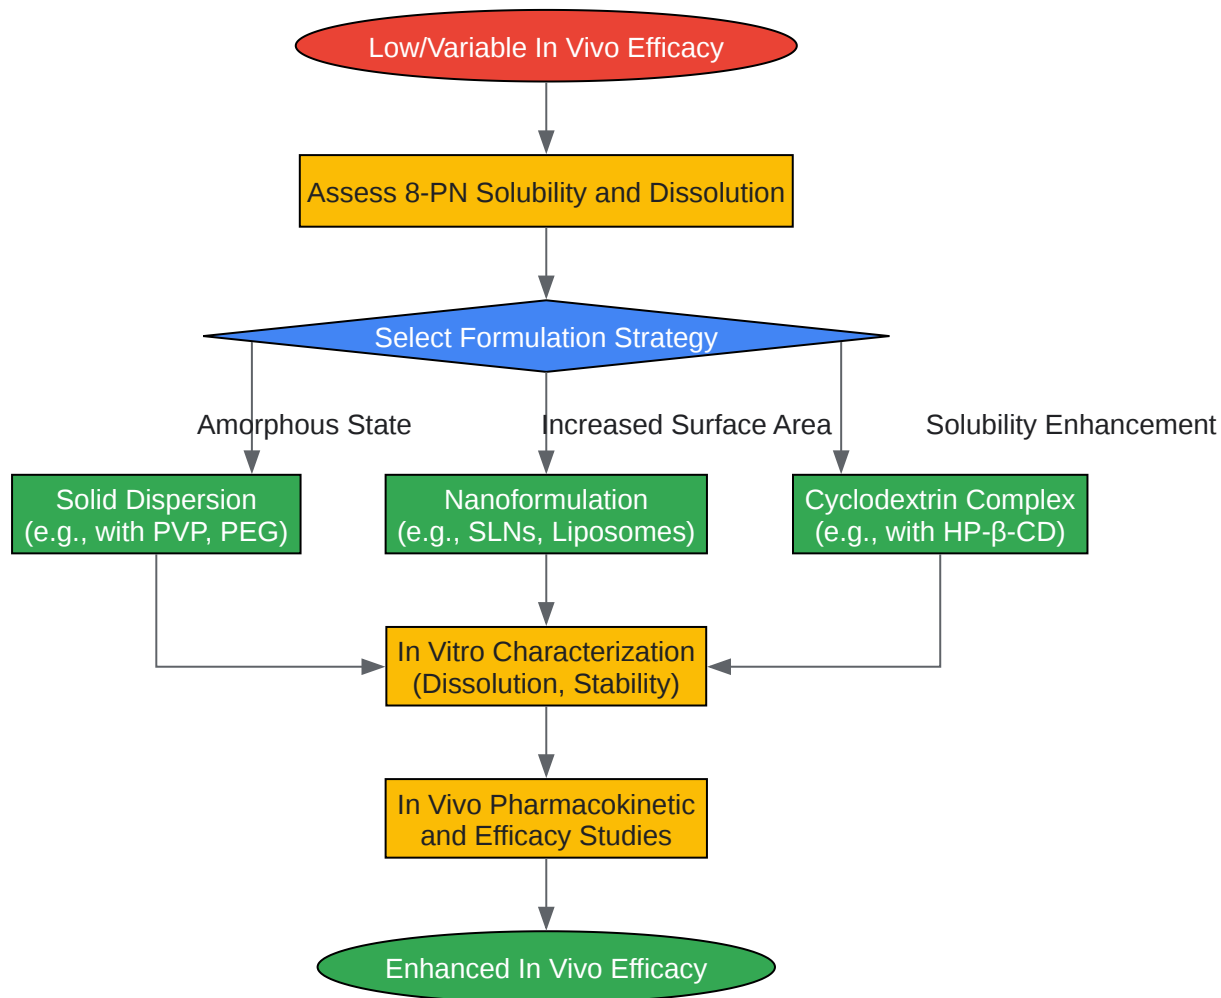 Low/Variable In Vivo Efficacy
Assess 8-PN Solubility and Dissolution
Select Formulation Strategy
Amorphous State
Increased Surface Area
Solubility Enhancement
Solid Dispersion
(e.g., with PVP, PEG)
Nanoformulation
(e.g., SLNs, Liposomes)
Cyclodextrin Complex
(e.g., with HP-β-CD)
In Vitro Characterization
(Dissolution, Stability)
In Vivo Pharmacokinetic
and Efficacy Studies
Enhanced In Vivo Efficacy